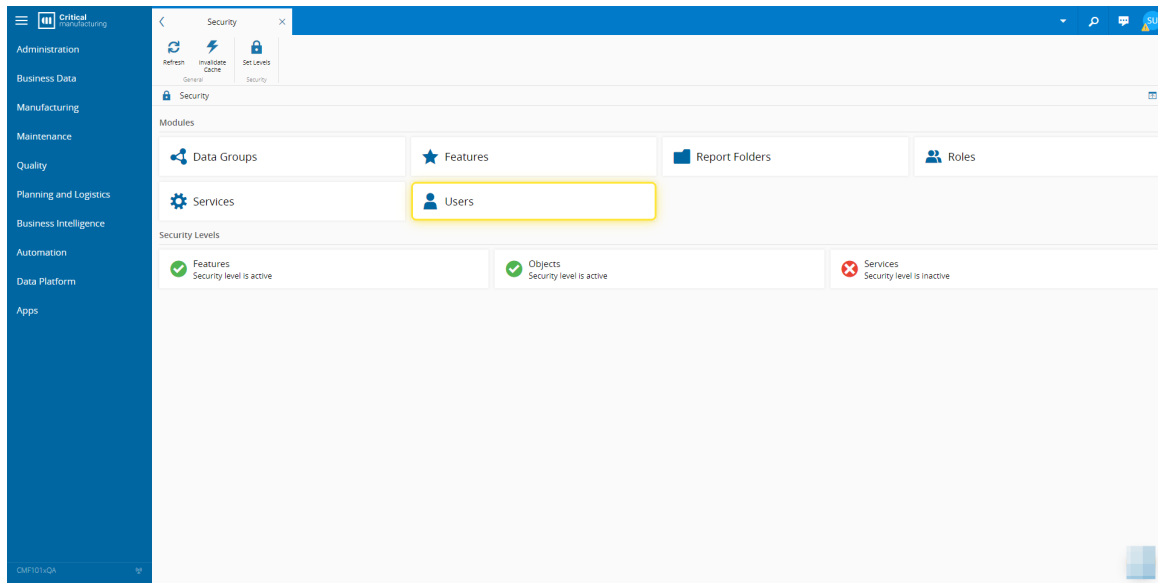 Critical
manufacturing
Security
SU
Administration
Business Data
Manufacturing
Maintenance
Quality
Planning and Logistics
Business Intelligence
Automation
Data Platform
Apps
CMF101xQA
Refresh
Invalidate
Cache
Set Levels
General
Security
Security
Modules
Data Groups
Features
Report Folders
Roles
Services
Users
Security Levels
Features
Security level is active
Objects
Security level is active
Services
Security level is inactive